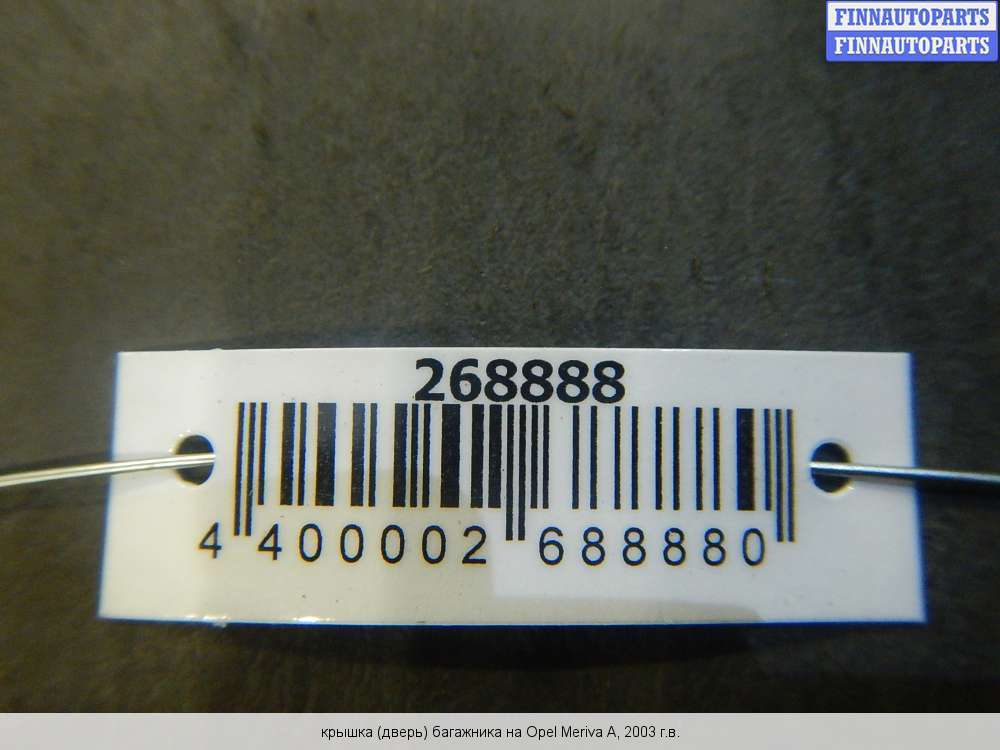 FINNAUTOPARTS
FINNAUTOPARTS
268888
4 400002 688880
крышка (дверь) багажника на Opel Meriva A, 2003 г.в.